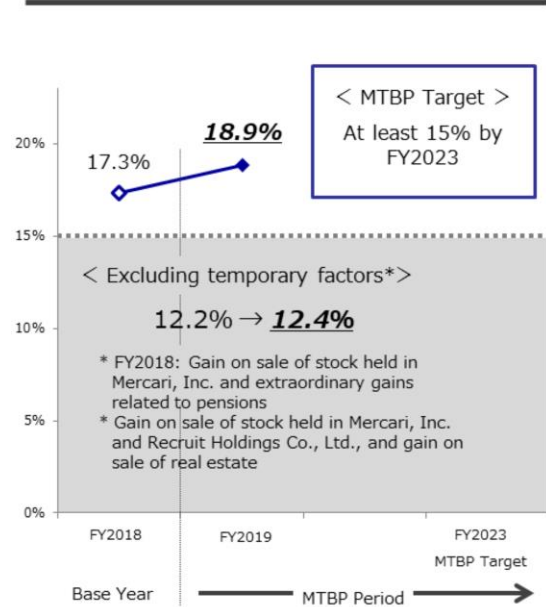 < MTBP Target >
At least 15% by
FY2023
20%
17.3%
18.9%
15%
< Excluding temporary factors*>
12.2% → 12.4%
10%
* FY2018: Gain on sale of stock held in
Mercari, Inc. and extraordinary gains
related to pensions
* Gain on sale of stock held in Mercari, Inc.
and Recruit Holdings Co., Ltd., and gain on
sale of real estate
5%
0%
FY2018
FY2019
FY2023
MTBP Target
Base Year
MTBP Period